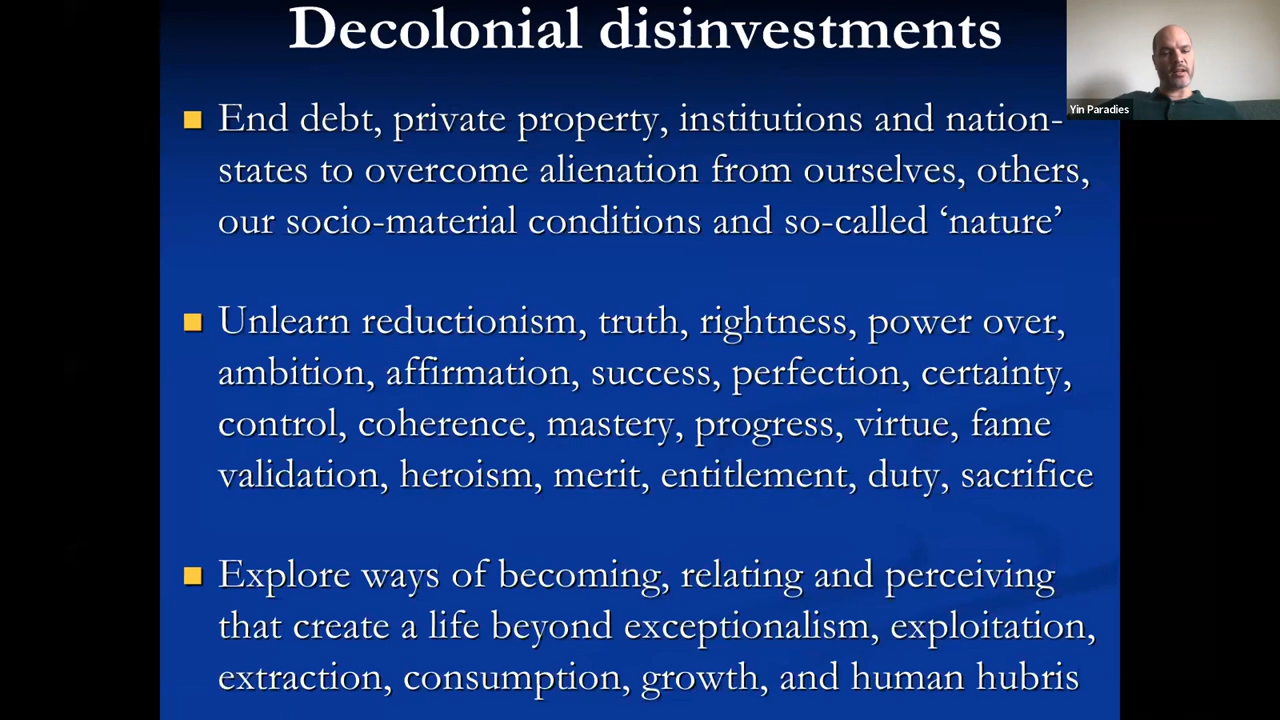 Decolonial disinvestments
Yin Paradies
End debt, private property, institutions and nation-
states to overcome alienation from ourselves, others,
our socio-material conditions and so-called ‘nature’
Unlearn reductionism, truth, rightness, power over,
ambition, affirmation, success, perfection, certainty,
control, coherence, mastery, progress, virtue, fame
validation, heroism, merit, entitlement, duty, sacrifice
Explore ways of becoming, relating and perceiving
that create a life beyond exceptionalism, exploitation,
extraction, consumption, growth, and human hubris